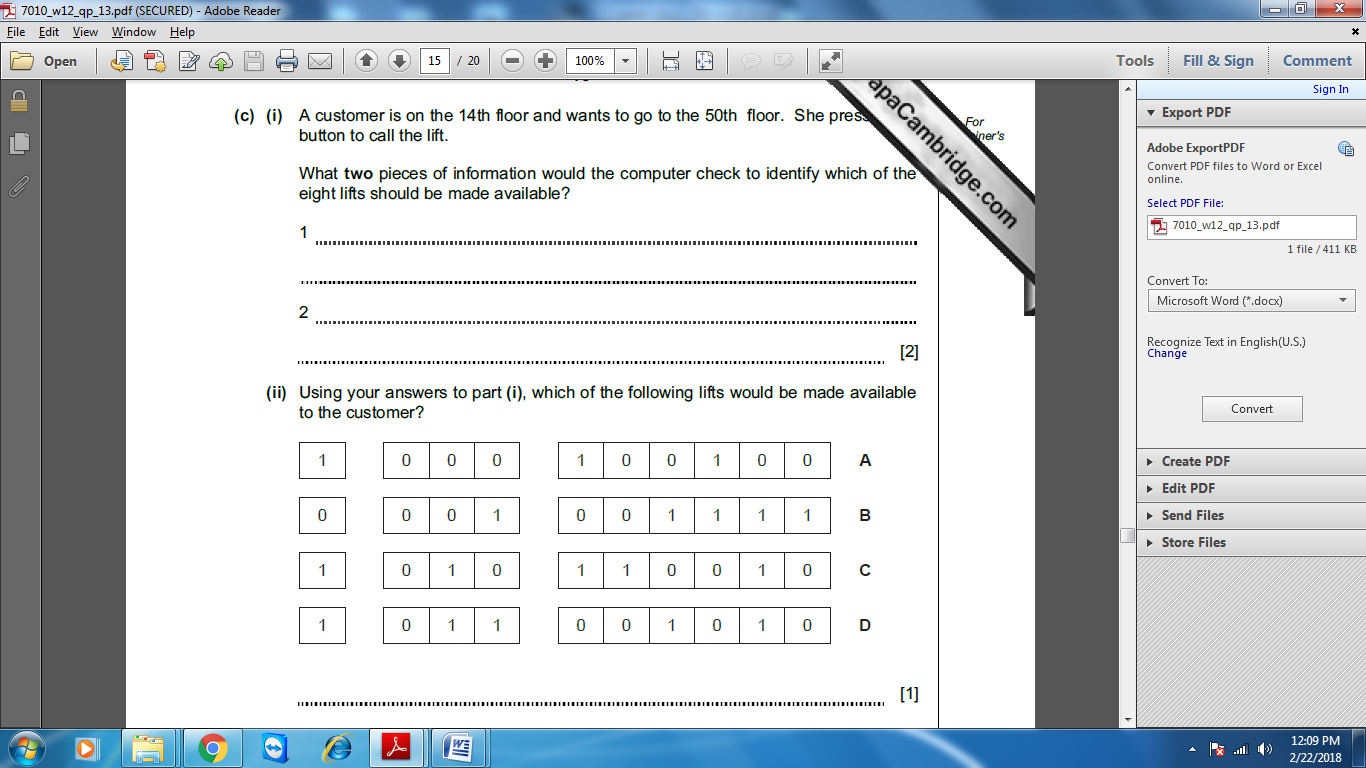 7010_w12_qp_13.pdf (SECURED) - Adobe Reader
File Edit View Window Help
Open 15 / 20 100% Tools Fill & Sign Comment
Sign In
(c) (i) A customer is on the 14th floor and wants to go to the 50th floor. She pres
button to call the lift.
For
iner's
apaCambridge.com
What two pieces of information would the computer check to identify which of the
eight lifts should be made available?
1
2
[2]
(ii) Using your answers to part (i), which of the following lifts would be made available
to the customer?
1 0 0 0 1 0 0 1 0 0 A
0 0 0 1 0 0 1 1 1 1 B
1 0 1 0 1 1 0 0 1 0 C
1 0 1 1 0 0 1 0 1 0 D
[1]
Export PDF
Adobe ExportPDF
Convert PDF files to Word or Excel
online.
Select PDF File:
7010_w12_qp_13.pdf
1 file / 411 KB
Convert To:
Microsoft Word (*.docx)
Recognize Text in English(U.S.)
Change
Convert
Create PDF
Edit PDF
Send Files
Store Files
12:09 PM
2/22/2018